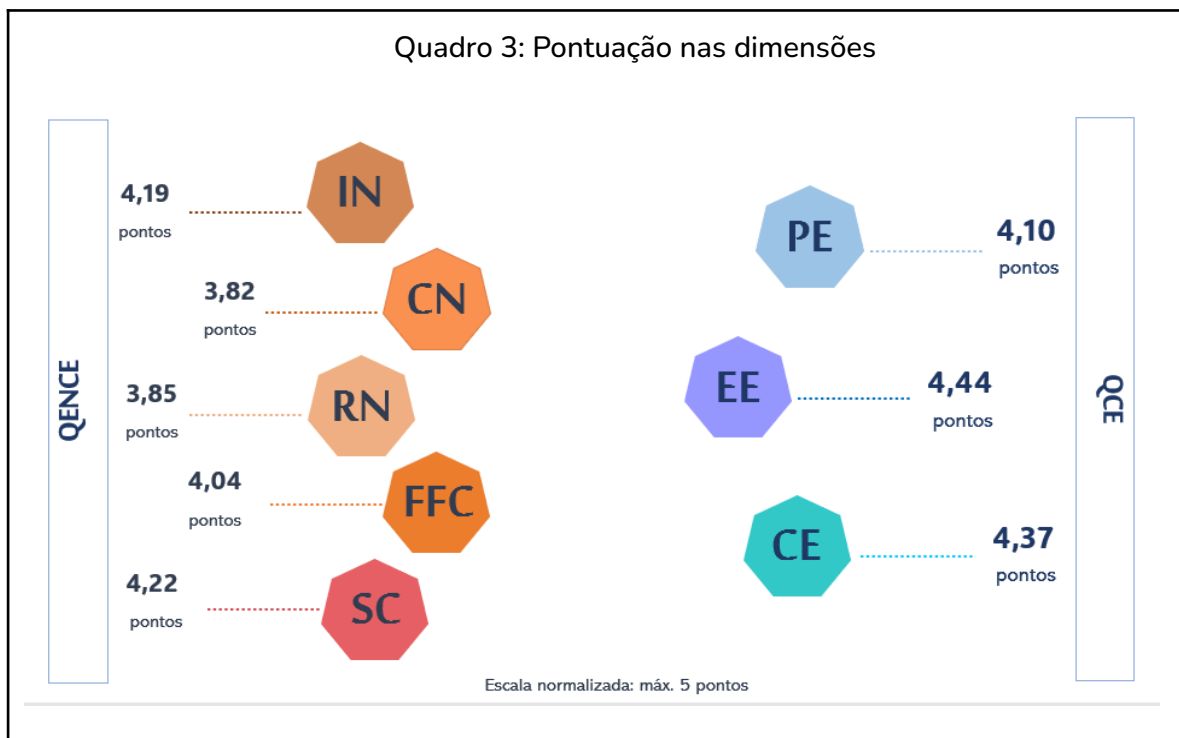 Quadro 3: Pontuação nas dimensões
QENCE
4,19
pontos
IN
3,82
pontos
CN
3,85
pontos
RN
4,04
pontos
FFC
4,22
pontos
SC
PE
4,10
pontos
EE
4,44
pontos
CE
4,37
pontos
QCE
Escala normalizada: máx. 5 pontos